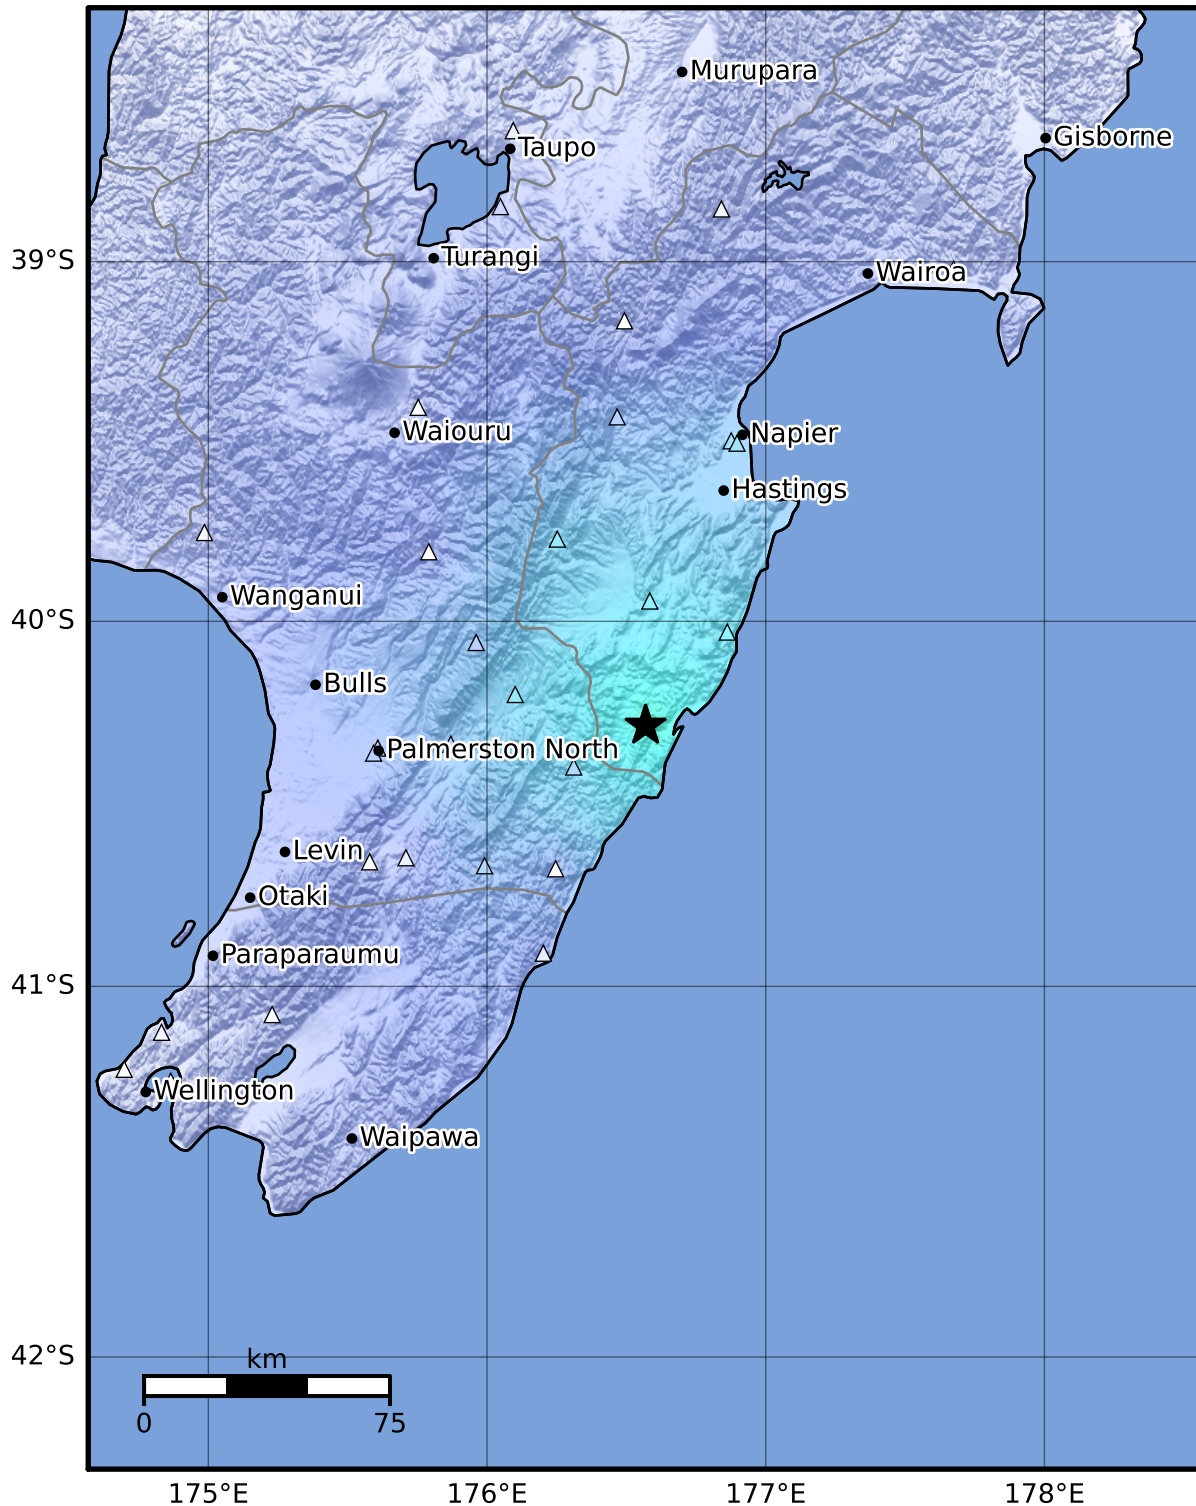 Murupara
Gisborne
Taupo
39°S
Turangi
Wairoa
Waiouru
Napier
Hastings
Wanganui
40°S
Bulls
Palmerston North
Levin
Otaki
Paraparaumu
41°S
Wellington
Waipawa
42°S
km
0
75
175°E
176°E
177°E
178°E